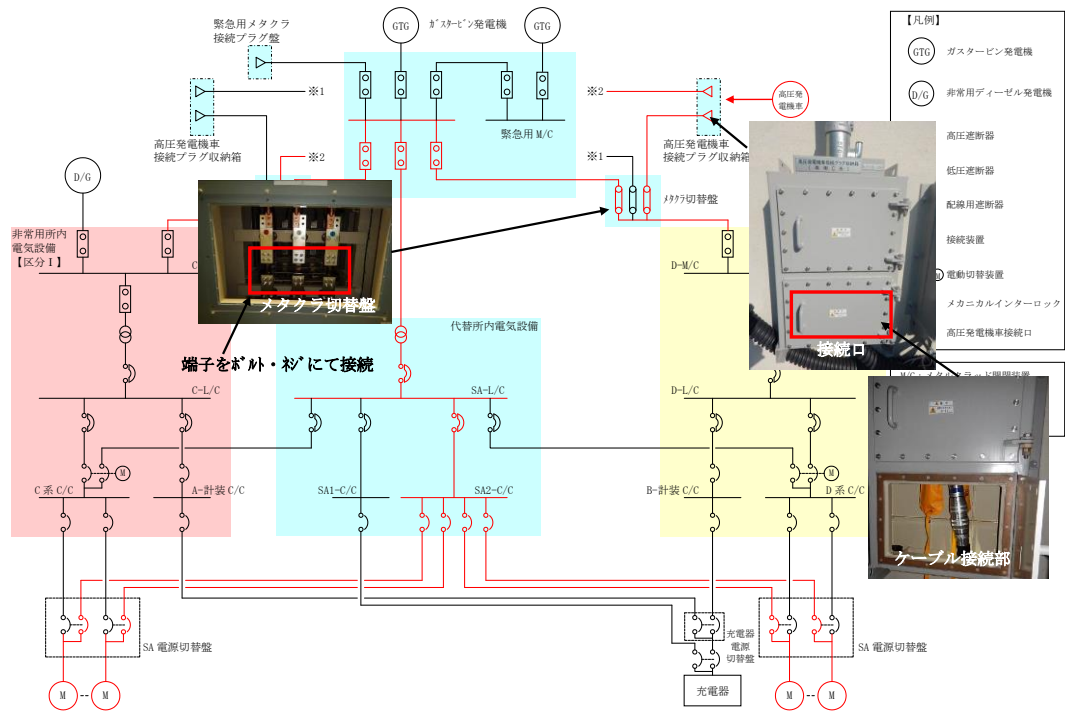 緊急用メタクラ
接続プラグ盤
GTG
ガスタービン発電機
GTG
【凡例】
GTG ガスタービン発電機
D/G 非常用ディーゼル発電機
高圧遮断器
低圧遮断器
配線用遮断器
接続装置
M 電動切替装置
メカニカルインターロック
高圧発電機車接続口
※1
※2
高圧発
電機車
緊急用M/C
高圧発電機車
接続プラグ収納箱
※2
高圧発電機車
接続プラグ収納箱
※1
D/G
メタクラ切替盤
非常用所内
電気設備
【区分Ⅰ】
C
D-M/C
メタクラ切替盤
端子をボルト・ネジにて接続
代替所内電気設備
接続口
C-L/C
SA-L/C
D-L/C
M
M
C系C/C
A-計装C/C
SA1-C/C
SA2-C/C
B-計装C/C
D系C/C
ケーブル接続部
SA電源切替盤
充電器
電源
切替盤
SA電源切替盤
M
M
充電器
M
M